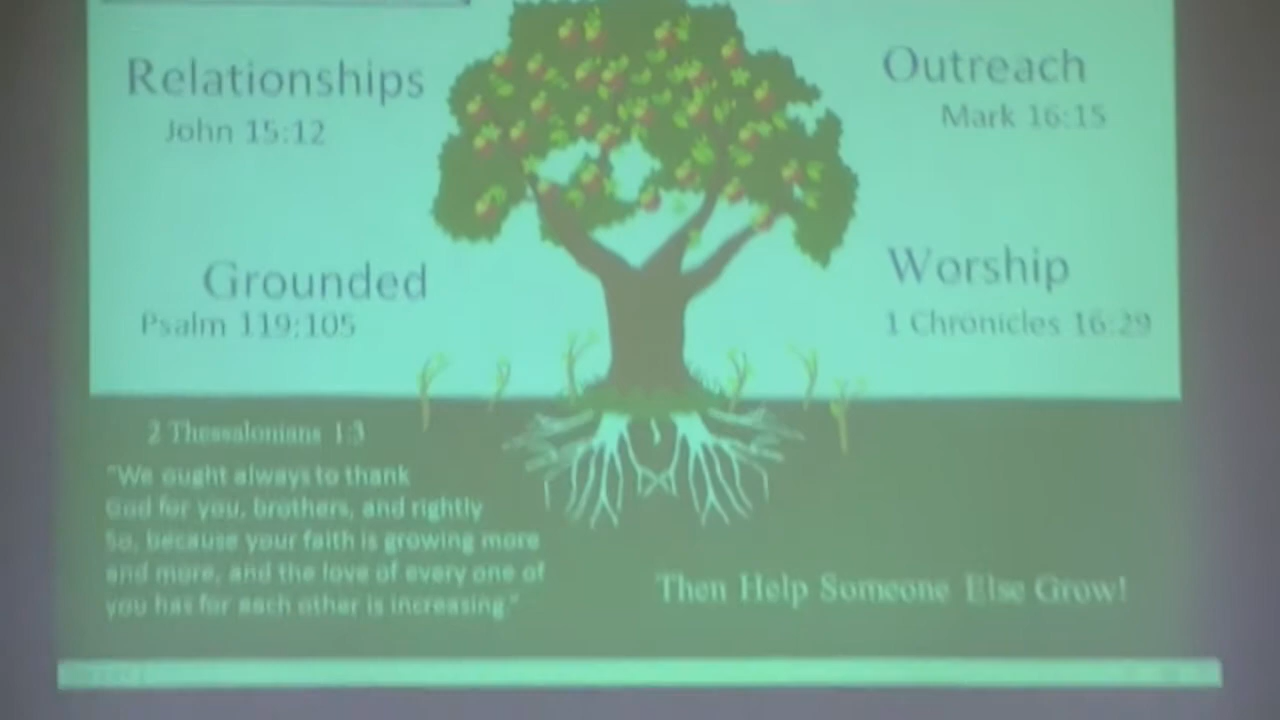 Relationships
John 15:12
Outreach
Mark 16:15
Grounded
Psalm 119:105
Worship
1 Chronicles 16:29
2 Thessalonians 1:3
"We ought always to thank
God for you, brothers, and rightly
So, because your faith is growing more
and more, and the love of every one of
you has for each other is increasing."
Then Help Someone Else Grow!